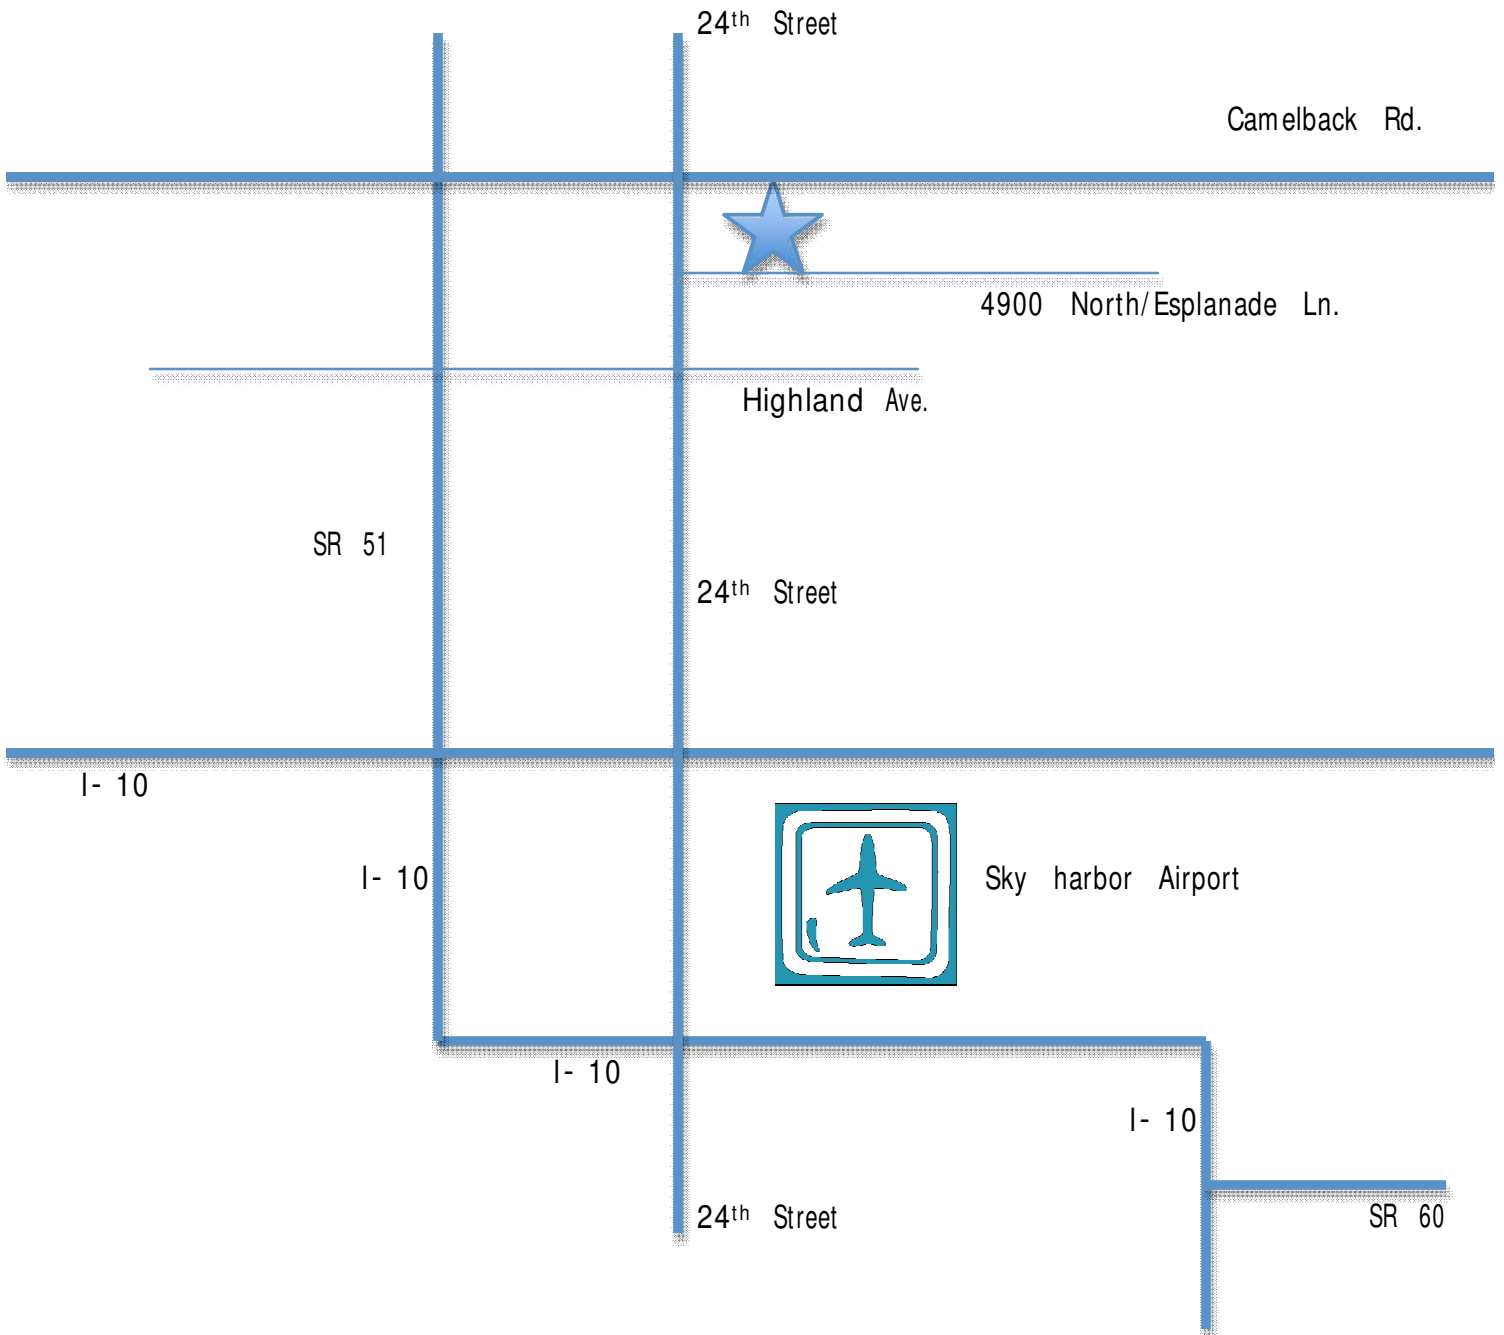 24th Street
Camelback Rd.
4900 North/Esplanade Ln.
Highland Ave.
SR 51
24th Street
I-10
I-10
Sky harbor Airport
I-10
I-10
24th Street
SR 60